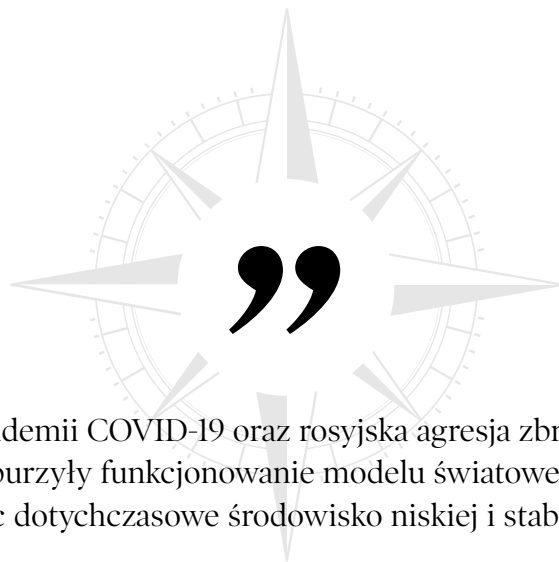 ”
demii COVID-19 oraz rosyjska agresja zbr
burzyły funkcjonowanie modelu światowe
c dotychczasowe środowisko niskiej i stab